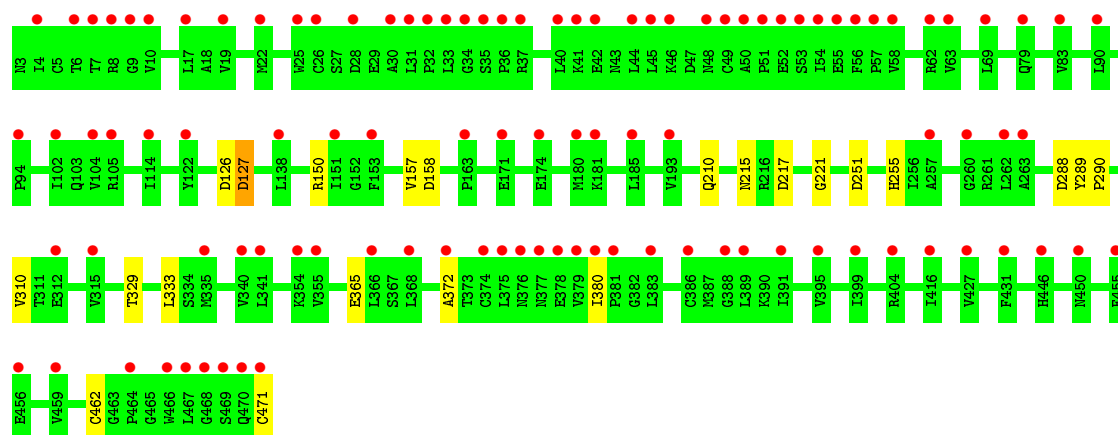 N3 I4 C5 T6 T7 R8 G9 V10 L17 A18 V19 M22 W25 C26 S27 D28 E29 A30 L31 P32 L33 G34 S35 P36 R37 L40 K41 E42 N43 L44 L45 K46 D47 N48 C49 A50 P51 E52 S53 I54 E55 F56 P57 V58 R62 V63 L69 Q79 V83 L90
P94 I102 Q103 V104 R105 I114 Y122 D126 D127 L138 R150 I151 G152 F153 V157 D158 P163 E171 E174 M180 K181 L185 V193 Q210 N215 R216 D217 G221 D251 H255 I256 A257 G260 R261 L262 A263 D288 Y289 P290
V310 T311 E312 V315 T329 L333 S334 M335 V340 L341 K354 V355 E365 L366 S367 L368 A372 T373 C374 L375 N376 N377 E378 V379 I380 P381 G382 L383 C386 M387 G388 I389 K390 I391 V395 I399 R404 I416 V427 F431 H446 N450 E455
E456 V459 C462 G463 P464 G465 W466 L467 G468 S469 Q470 C471